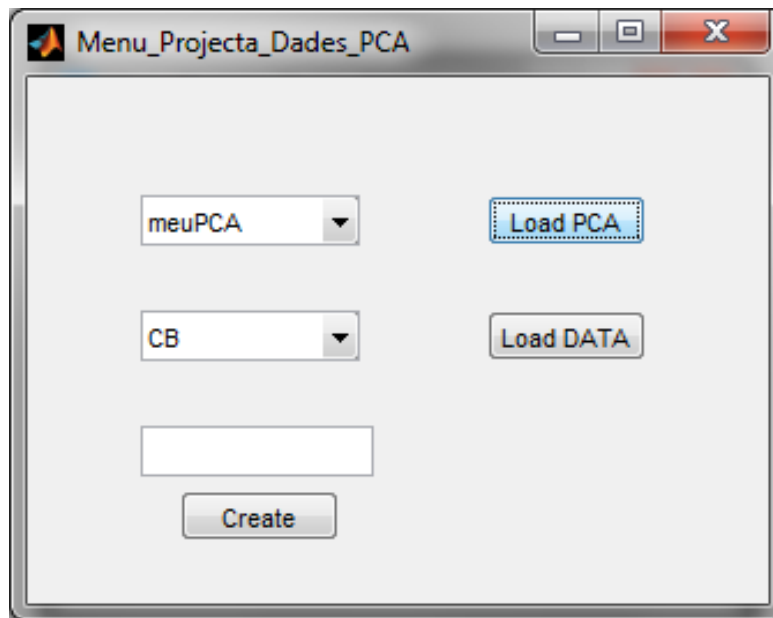 Menu_Projecta_Dades_PCA
meuPCA
Load PCA
CB
Load DATA
Create